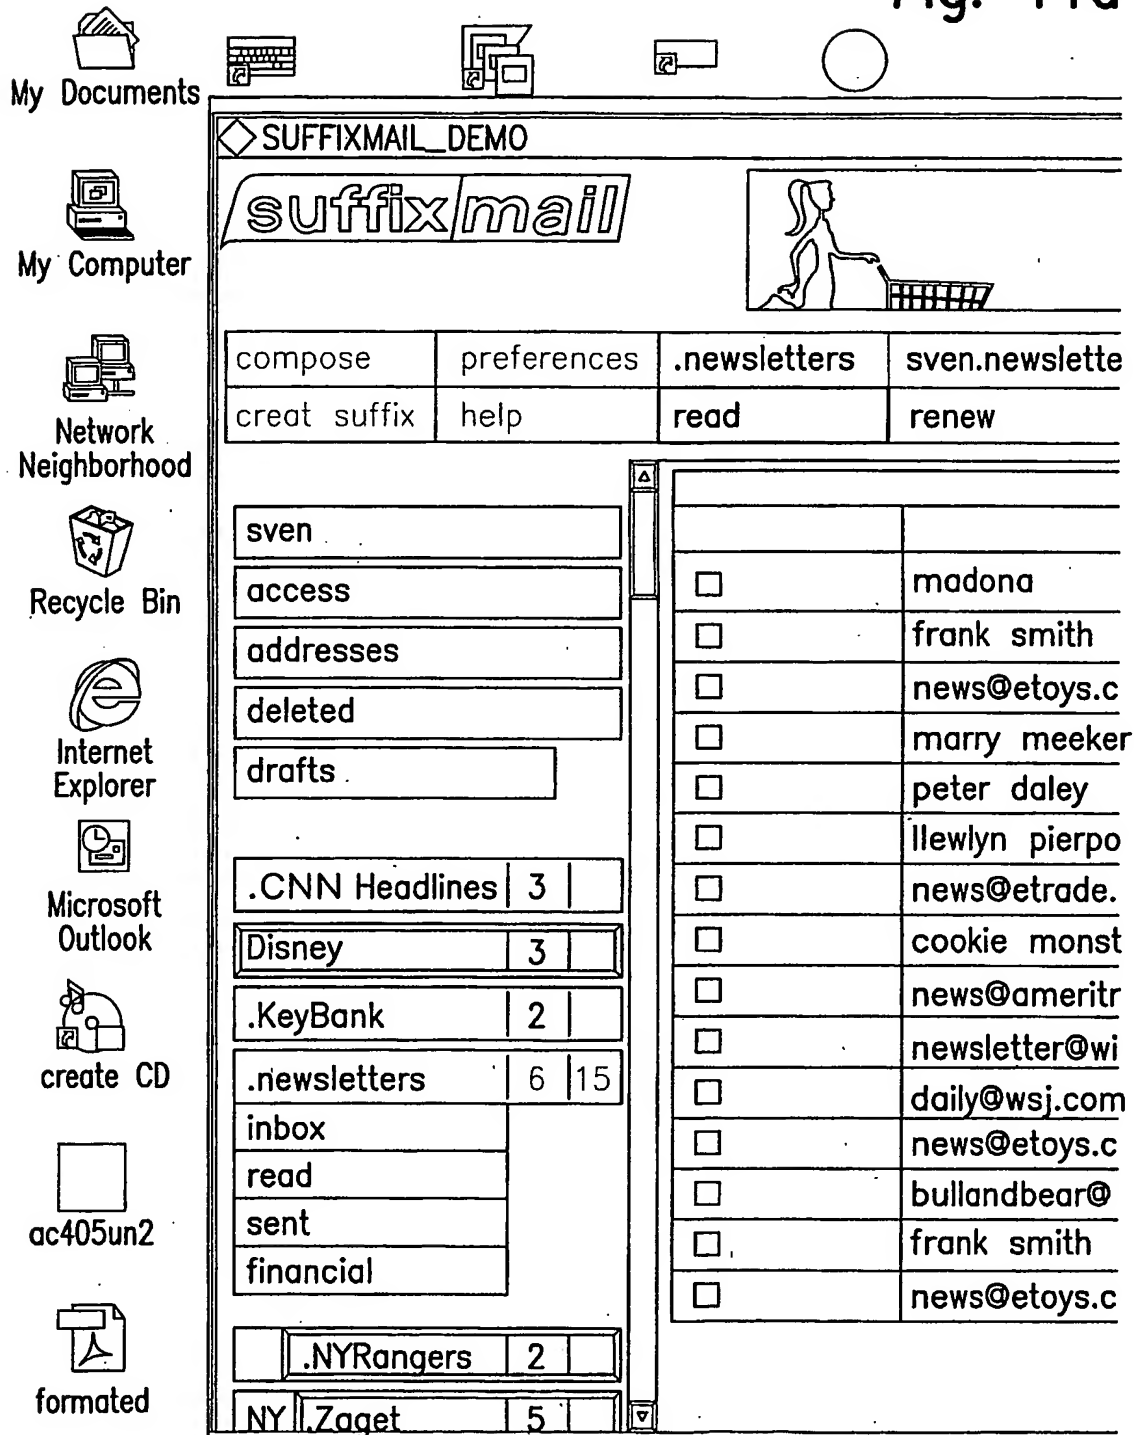 Fig. 11a
My Documents
SUFFIXMAIL_DEMO
suffix mail
My Computer
compose preferences .newsletters sven.newslette
creat suffix help read renew
Network
Neighborhood
sven
access
addresses
deleted
drafts
Recycle Bin
Internet
Explorer
Microsoft
Outlook
create CD
ac405un2
formated
.CNN Headlines 3
Disney 3
.KeyBank 2
.newsletters 6 15
inbox
read
sent
financial
.NYRangers 2
NY .Zaget 5
madona
frank smith
news@etoys.c
marry meeker
peter daley
llewlyn pierpo
news@etrade.
cookie monst
news@ameritr
newsletter@wi
daily@wsj.com
news@etoys.c
bullandbear@
frank smith
news@etoys.c